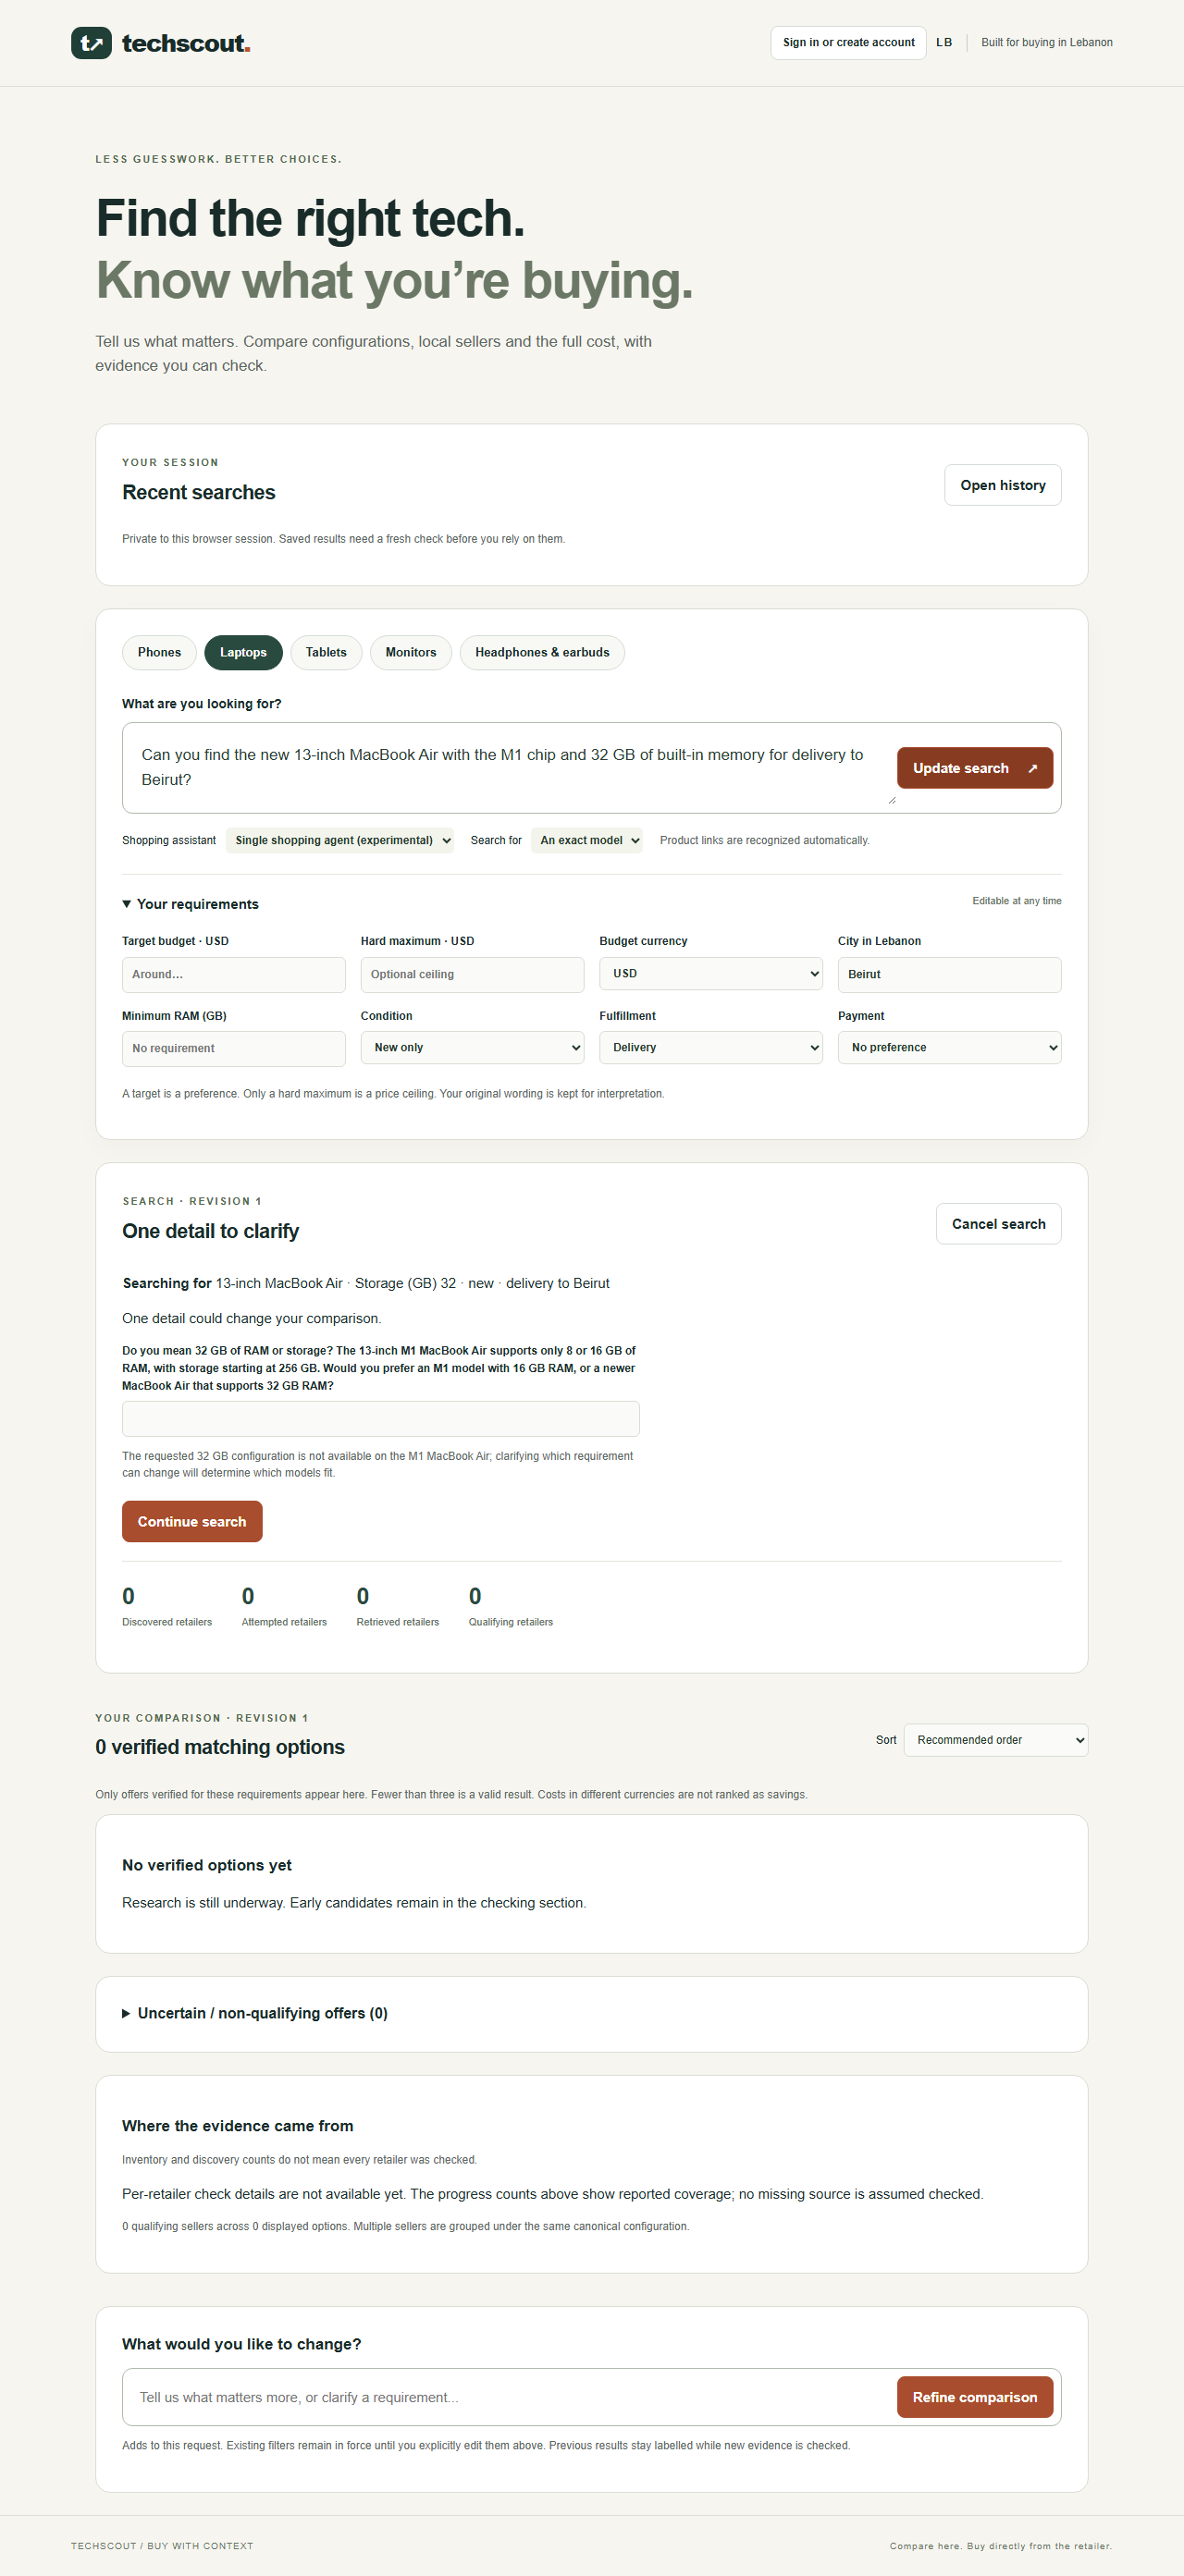 t↗ techscout.
Sign in or create account
LB
Built for buying in Lebanon
LESS GUESSWORK. BETTER CHOICES.
Find the right tech.
Know what you’re buying.
Tell us what matters. Compare configurations, local sellers and the full cost, with
evidence you can check.
YOUR SESSION
Recent searches
Open history
Private to this browser session. Saved results need a fresh check before you rely on them.
Phones
Laptops
Tablets
Monitors
Headphones & earbuds
What are you looking for?
Can you find the new 13-inch MacBook Air with the M1 chip and 32 GB of built-in memory for delivery to
Beirut?
Update search ↗
Shopping assistant
Single shopping agent (experimental)
Search for
An exact model
Product links are recognized automatically.
▼ Your requirements
Editable at any time
Target budget · USD
Hard maximum · USD
Budget currency
City in Lebanon
Around...
Optional ceiling
USD
Beirut
Minimum RAM (GB)
Condition
Fulfillment
Payment
No requirement
New only
Delivery
No preference
A target is a preference. Only a hard maximum is a price ceiling. Your original wording is kept for interpretation.
SEARCH · REVISION 1
One detail to clarify
Cancel search
Searching for 13-inch MacBook Air · Storage (GB) 32 · new · delivery to Beirut
One detail could change your comparison.
Do you mean 32 GB of RAM or storage? The 13-inch M1 MacBook Air supports only 8 or 16 GB of
RAM, with storage starting at 256 GB. Would you prefer an M1 model with 16 GB RAM, or a newer
MacBook Air that supports 32 GB RAM?
The requested 32 GB configuration is not available on the M1 MacBook Air; clarifying which requirement
can change will determine which models fit.
Continue search
0
0
0
0
Discovered retailers
Attempted retailers
Retrieved retailers
Qualifying retailers
YOUR COMPARISON · REVISION 1
0 verified matching options
Sort
Recommended order
Only offers verified for these requirements appear here. Fewer than three is a valid result. Costs in different currencies are not ranked as savings.
No verified options yet
Research is still underway. Early candidates remain in the checking section.
▶ Uncertain / non-qualifying offers (0)
Where the evidence came from
Inventory and discovery counts do not mean every retailer was checked.
Per-retailer check details are not available yet. The progress counts above show reported coverage; no missing source is assumed checked.
0 qualifying sellers across 0 displayed options. Multiple sellers are grouped under the same canonical configuration.
What would you like to change?
Tell us what matters more, or clarify a requirement...
Refine comparison
Adds to this request. Existing filters remain in force until you explicitly edit them above. Previous results stay labelled while new evidence is checked.
TECHSCOUT / BUY WITH CONTEXT
Compare here. Buy directly from the retailer.